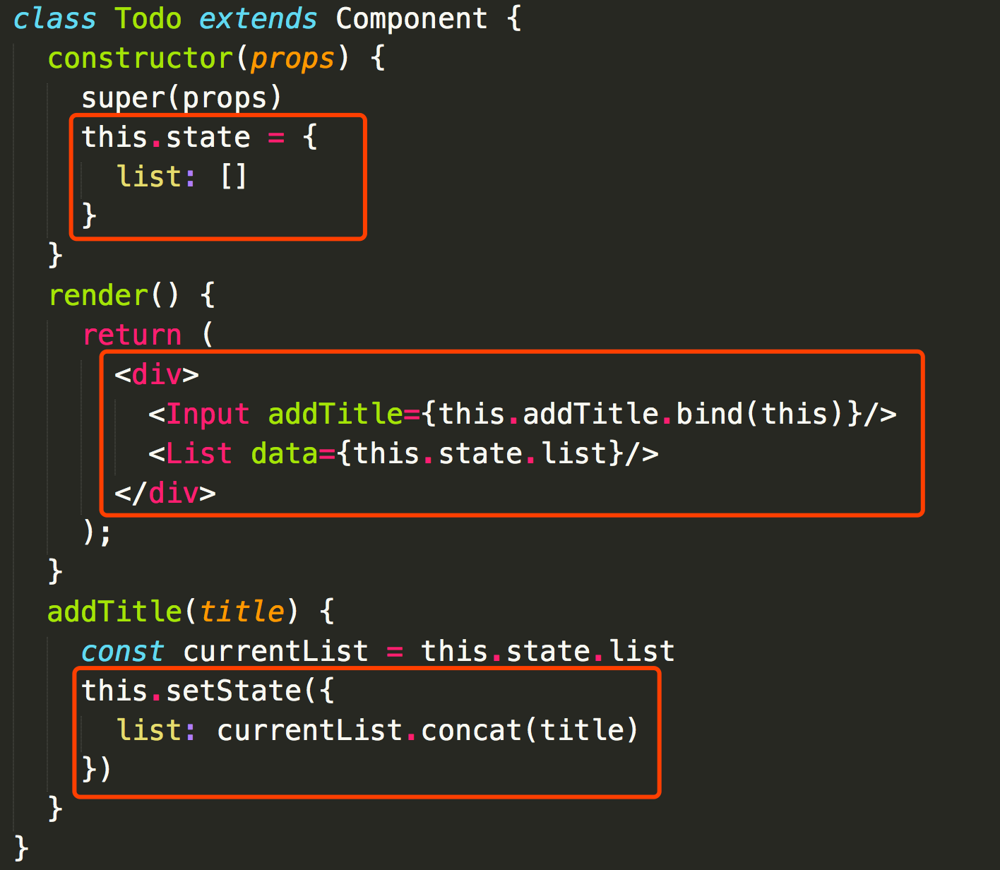 class Todo extends Component {
  constructor(props) {
    super(props)
    this.state = {
      list: []
    }
  }
  render() {
    return (
      <div>
        <Input addTitle={this.addTitle.bind(this)}/>
        <List data={this.state.list}/>
      </div>
    );
  }
  addTitle(title) {
    const currentList = this.state.list
    this.setState({
      list: currentList.concat(title)
    })
  }
}